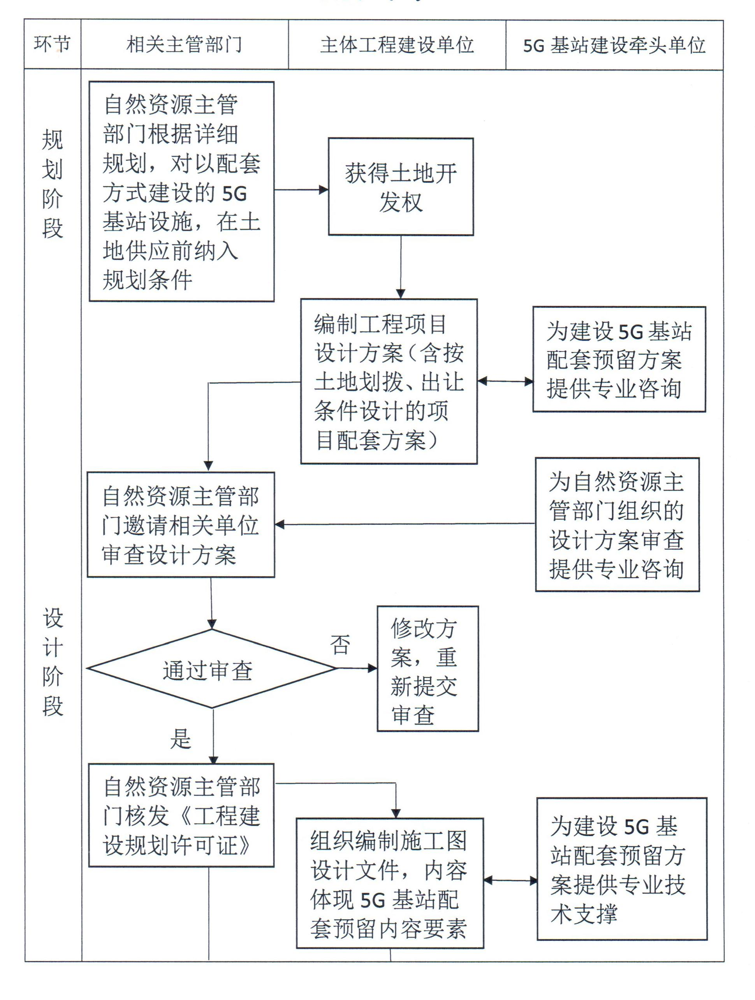 环节
相关主管部门
主体工程建设单位
5G 基站建设牵头单位
规
划
阶
段
自然资源主管
部门根据详细
规划，对以配套
方式建设的 5G
基站设施，在土
地供应前纳入
规划条件
获得土地开
发权
编制工程项目
设计方案（含按
土地划拨、出让
条件设计的项
目配套方案）
为建设 5G 基站
配套预留方案
提供专业咨询
设
计
阶
段
自然资源主管部
门邀请相关单位
审查设计方案
为自然资源主
管部门组织的
设计方案审查
提供专业咨询
通过审查
否
修改方
案，重
新提交
审查
是
自然资源主管部
门核发《工程建
设规划许可证》
组织编制施工图
设计文件，内容
体现 5G 基站配
套预留内容要素
为建设 5G 基
站配套预留方
案提供专业技
术支撑